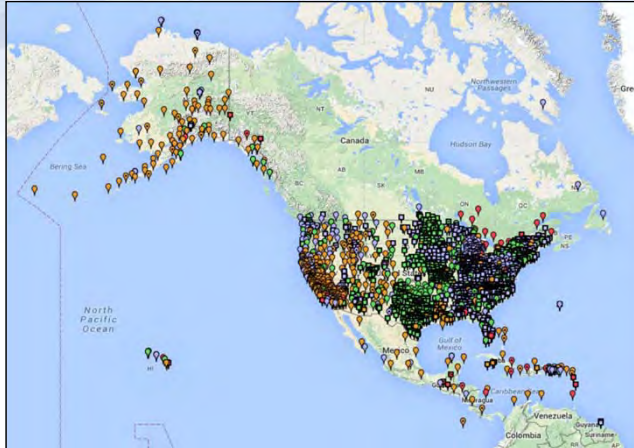 Northwestern
Passages
Gre
NU
NT
Canada
Hudson Bay
Bering Sea
BC
AB
SK
MB
ON
QC
PE
NS
North
Pacific
Ocean
HI
Gulf of
Mexico
Mexico
Caribbean Sea
Nicaragua
Venezuela
Guyana
Suriname
Colombia